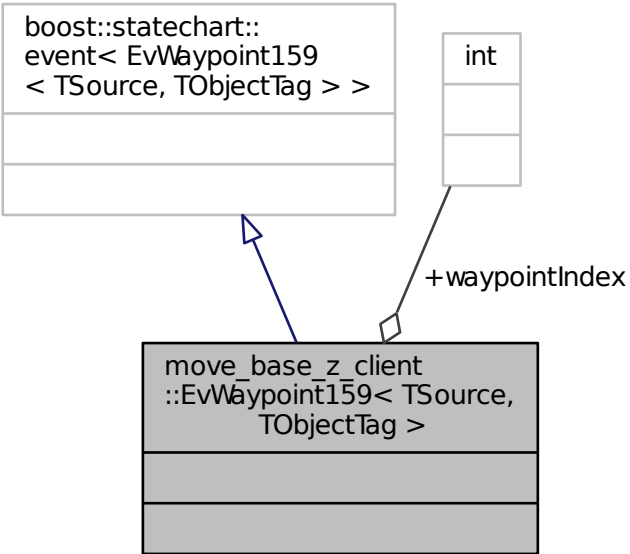 boost::statechart::
event< EvWaypoint159
< TSource, TObjectTag > >
int
+waypointIndex
move_base_z_client
::EvWaypoint159< TSource,
TObjectTag >